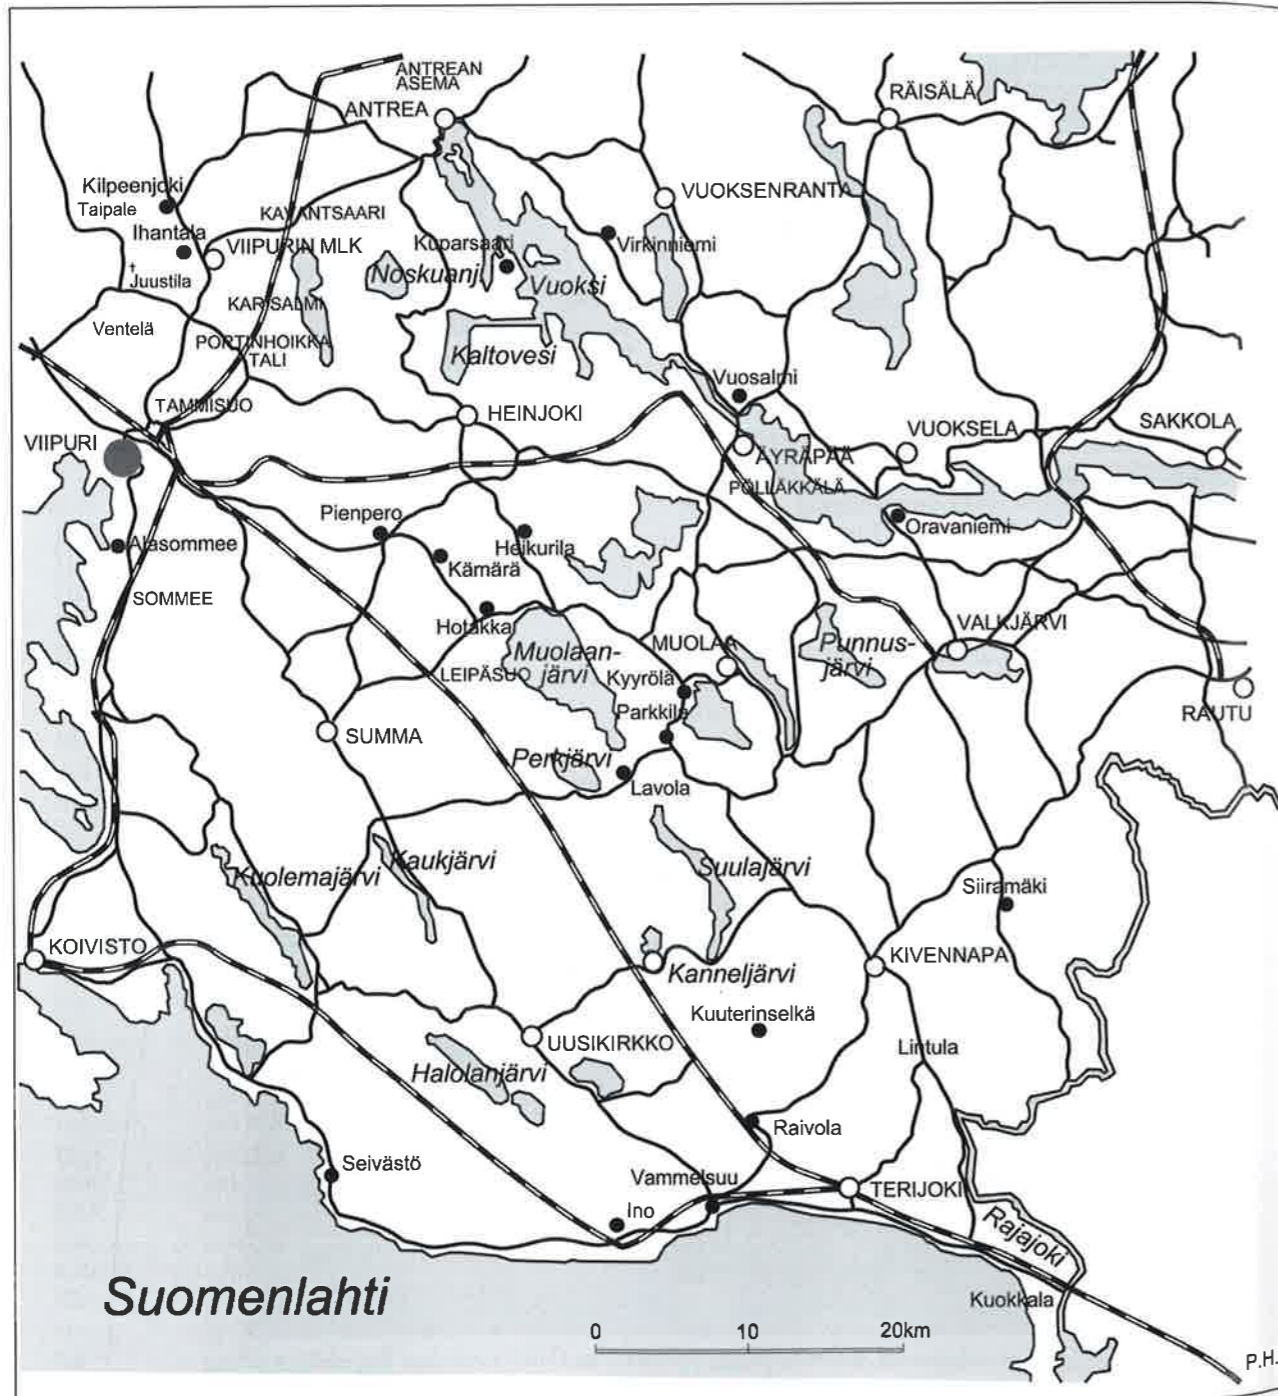 ANTREAN
ASEMA
ANTREA
RÄISÄLÄ
Kilpeenjoki
Taipale
VUOKSENRANTA
KAVANTSAARI
Ihantala
VIIPURIN MLK
Kuparsaari
Virkinniemi
†
Juustila
Noskuanj.
Vuoksi
KARISALMI
Ventelä
PORTINHOIKKA
TALI
Kaltovesi
Vuosalmi
TAMMISUO
HEINJOKI
VUOKSELA
SAKKOLA
VIIPURI
ÄYRÄPÄÄ
PÖLLÄKKÄLÄ
Pienpero
Oravaniemi
Alasommee
Heikurila
Kämärä
SOMMEE
Hotakka
VALKJÄRVI
MUOLAA
Punnus-
järvi
Muolaan-
järvi
LEIPÄSUO
Kyyrölä
Parkkila
RAUTU
SUMMA
Perkjärvi
Lavola
Kaukjärvi
Suulajärvi
Kuolemajärvi
Siiramäki
KOIVISTO
Kanneljärvi
KIVENNAPA
Kuuterinselkä
UUSIKIRKKO
Lintula
Halolanjärvi
Raivola
Seivästö
Vammelsuu
TERIJOKI
Ino
Rajajoki
Suomenlahti
Kuokkala
0 10 20km
P.H.